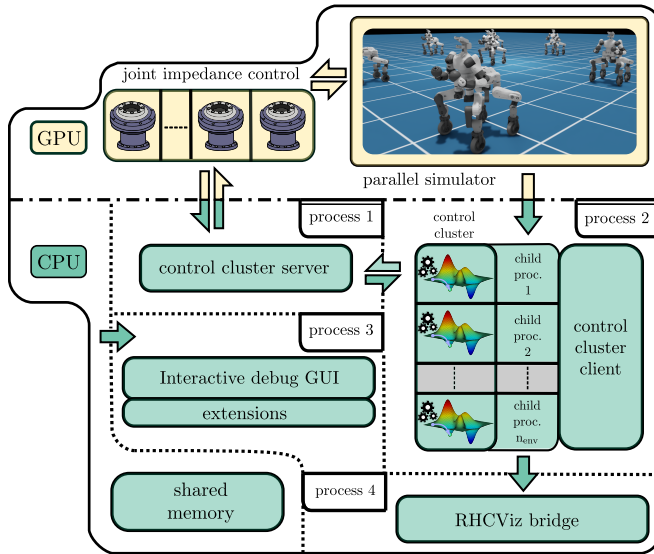 joint impedance control
GPU
parallel simulator
process 1
control
cluster
process 2
CPU
control cluster server
child
proc.
1
process 3
child
proc.
2
control
cluster
client
Interactive debug GUI
extensions
child
proc.
n_env
shared
memory
process 4
RHCViz bridge